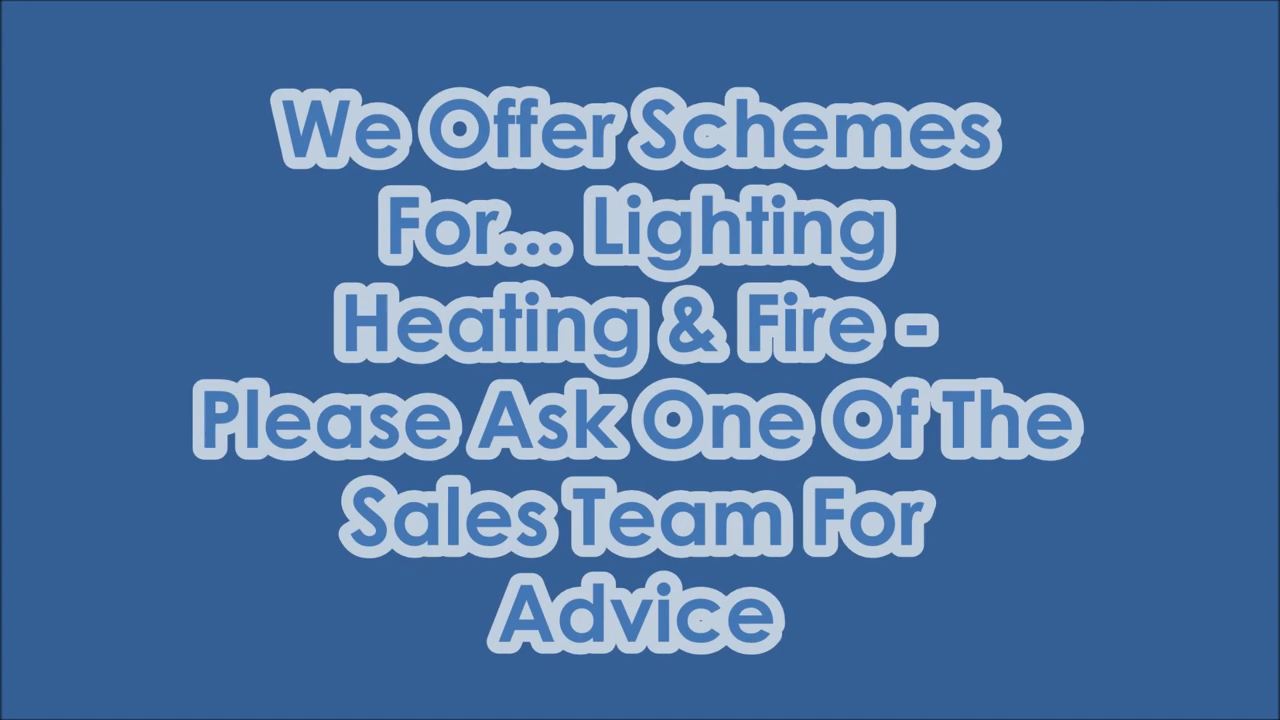 We Offer Schemes
For... Lighting
Heating & Fire -
Please Ask One Of The
Sales Team For
Advice